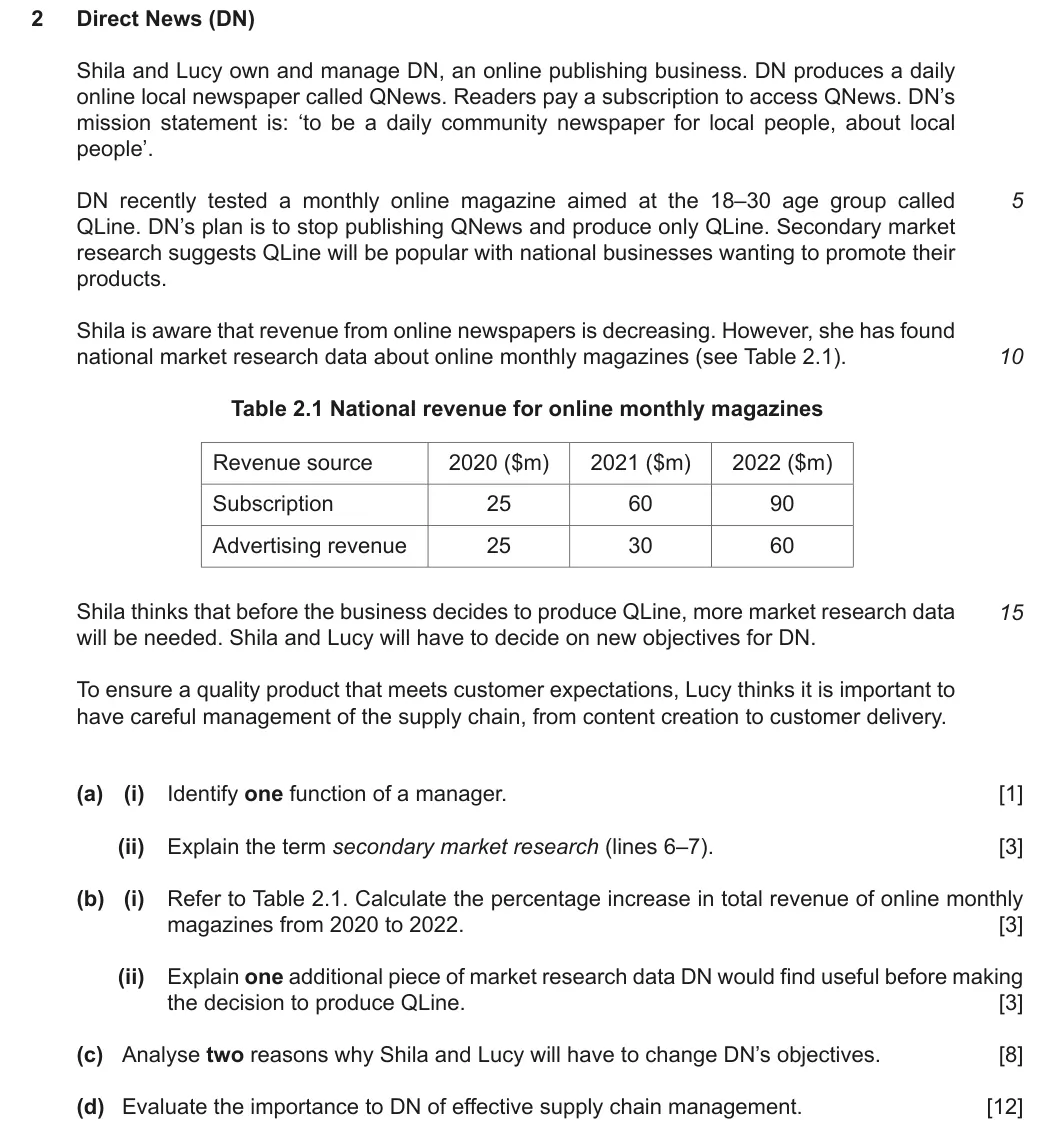 2 Direct News (DN)
Shila and Lucy own and manage DN, an online publishing business. DN produces a daily
online local newspaper called QNews. Readers pay a subscription to access QNews. DN’s
mission statement is: ‘to be a daily community newspaper for local people, about local
people’.
DN recently tested a monthly online magazine aimed at the 18–30 age group called 5
QLine. DN’s plan is to stop publishing QNews and produce only QLine. Secondary market
research suggests QLine will be popular with national businesses wanting to promote their
products.
Shila is aware that revenue from online newspapers is decreasing. However, she has found
national market research data about online monthly magazines (see Table 2.1). 10
Table 2.1 National revenue for online monthly magazines
Revenue source 2020 ($m) 2021 ($m) 2022 ($m)
Subscription 25 60 90
Advertising revenue 25 30 60
Shila thinks that before the business decides to produce QLine, more market research data 15
will be needed. Shila and Lucy will have to decide on new objectives for DN.
To ensure a quality product that meets customer expectations, Lucy thinks it is important to
have careful management of the supply chain, from content creation to customer delivery.
(a) (i) Identify one function of a manager. [1]
(ii) Explain the term secondary market research (lines 6–7). [3]
(b) (i) Refer to Table 2.1. Calculate the percentage increase in total revenue of online monthly
magazines from 2020 to 2022. [3]
(ii) Explain one additional piece of market research data DN would find useful before making
the decision to produce QLine. [3]
(c) Analyse two reasons why Shila and Lucy will have to change DN’s objectives. [8]
(d) Evaluate the importance to DN of effective supply chain management. [12]